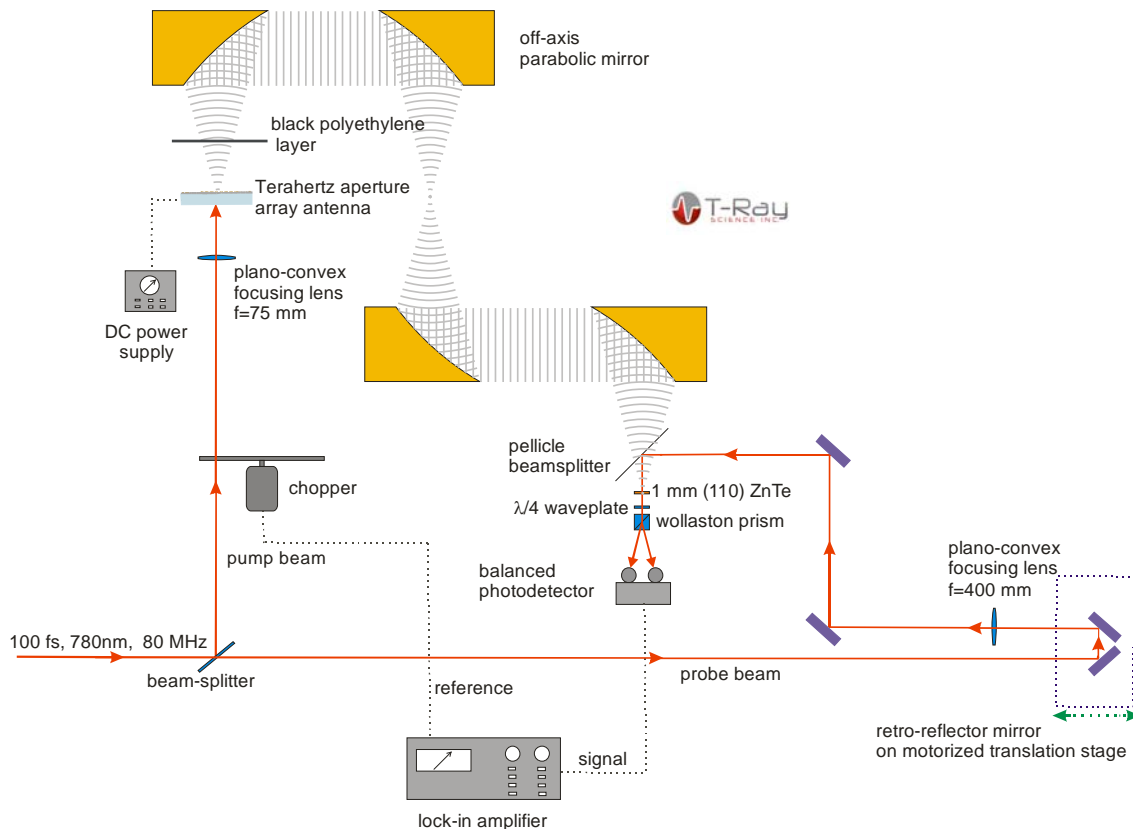 off-axis
parabolic mirror
black polyethylene
layer
Terahertz aperture
array antenna
T-Ray
SCIENCE INC
plano-convex
focusing lens
f=75 mm
DC power
supply
pellicle
beamsplitter
chopper
1 mm (110) ZnTe
λ/4 waveplate
wollaston prism
pump beam
balanced
photodetector
plano-convex
focusing lens
f=400 mm
100 fs, 780nm, 80 MHz
beam-splitter
probe beam
reference
retro-reflector mirror
on motorized translation stage
signal
lock-in amplifier